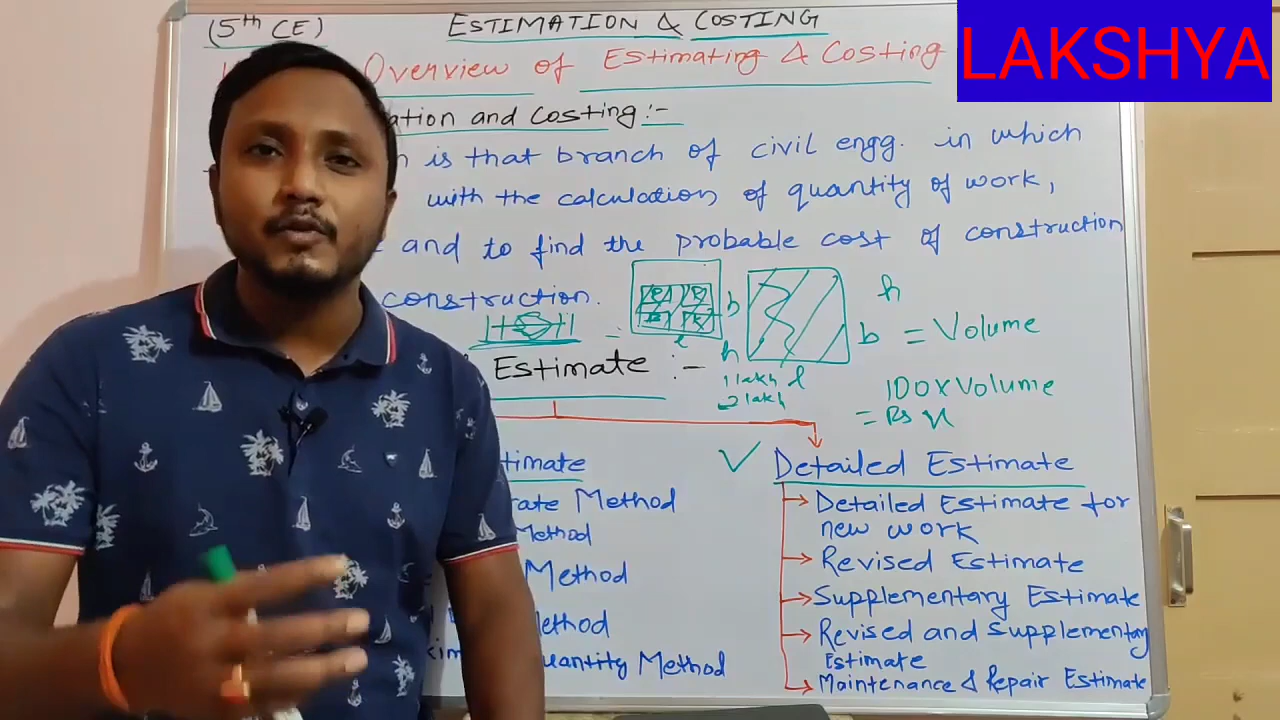 (5th CE)
ESTIMATION & COSTING
LAKSHYA
Overview of Estimating & Costing
ation and Costing :-
is that branch of civil engg. in which
with the calculation of quantity of work,
and to find the probable cost of construction
construction.
b
h
l
h
b = Volume
l
1 lakh
2 lakh
100 x Volume
= Rs x
Estimate :-
timate
✓ Detailed Estimate
rate Method
Method
Method
Method
uantity Method
→ Detailed Estimate for
new work
→ Revised Estimate
→ Supplementary Estimate
→ Revised and Supplementary
Estimate
→ Maintenance & Repair Estimate